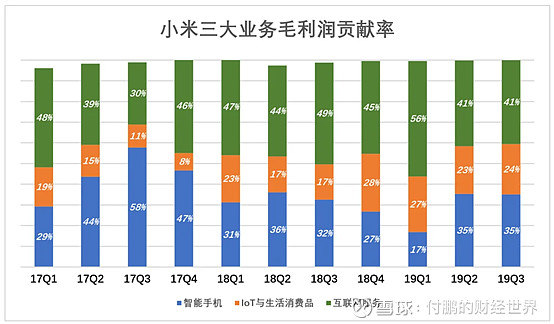 小米三大业务毛利润贡献率
48% 39% 30% 46% 47% 44% 49% 45% 56% 41% 41%
19% 15% 11% 8% 23% 17% 17% 28% 27% 23% 24%
29% 44% 58% 47% 31% 36% 32% 27% 17% 35% 35%
17Q1 17Q2 17Q3 17Q4 18Q1 18Q2 18Q3 18Q4 19Q1 19Q2 19Q3
智能手机 IoT与生活消费品 互联网服务
雪球:付鹏的财经世界